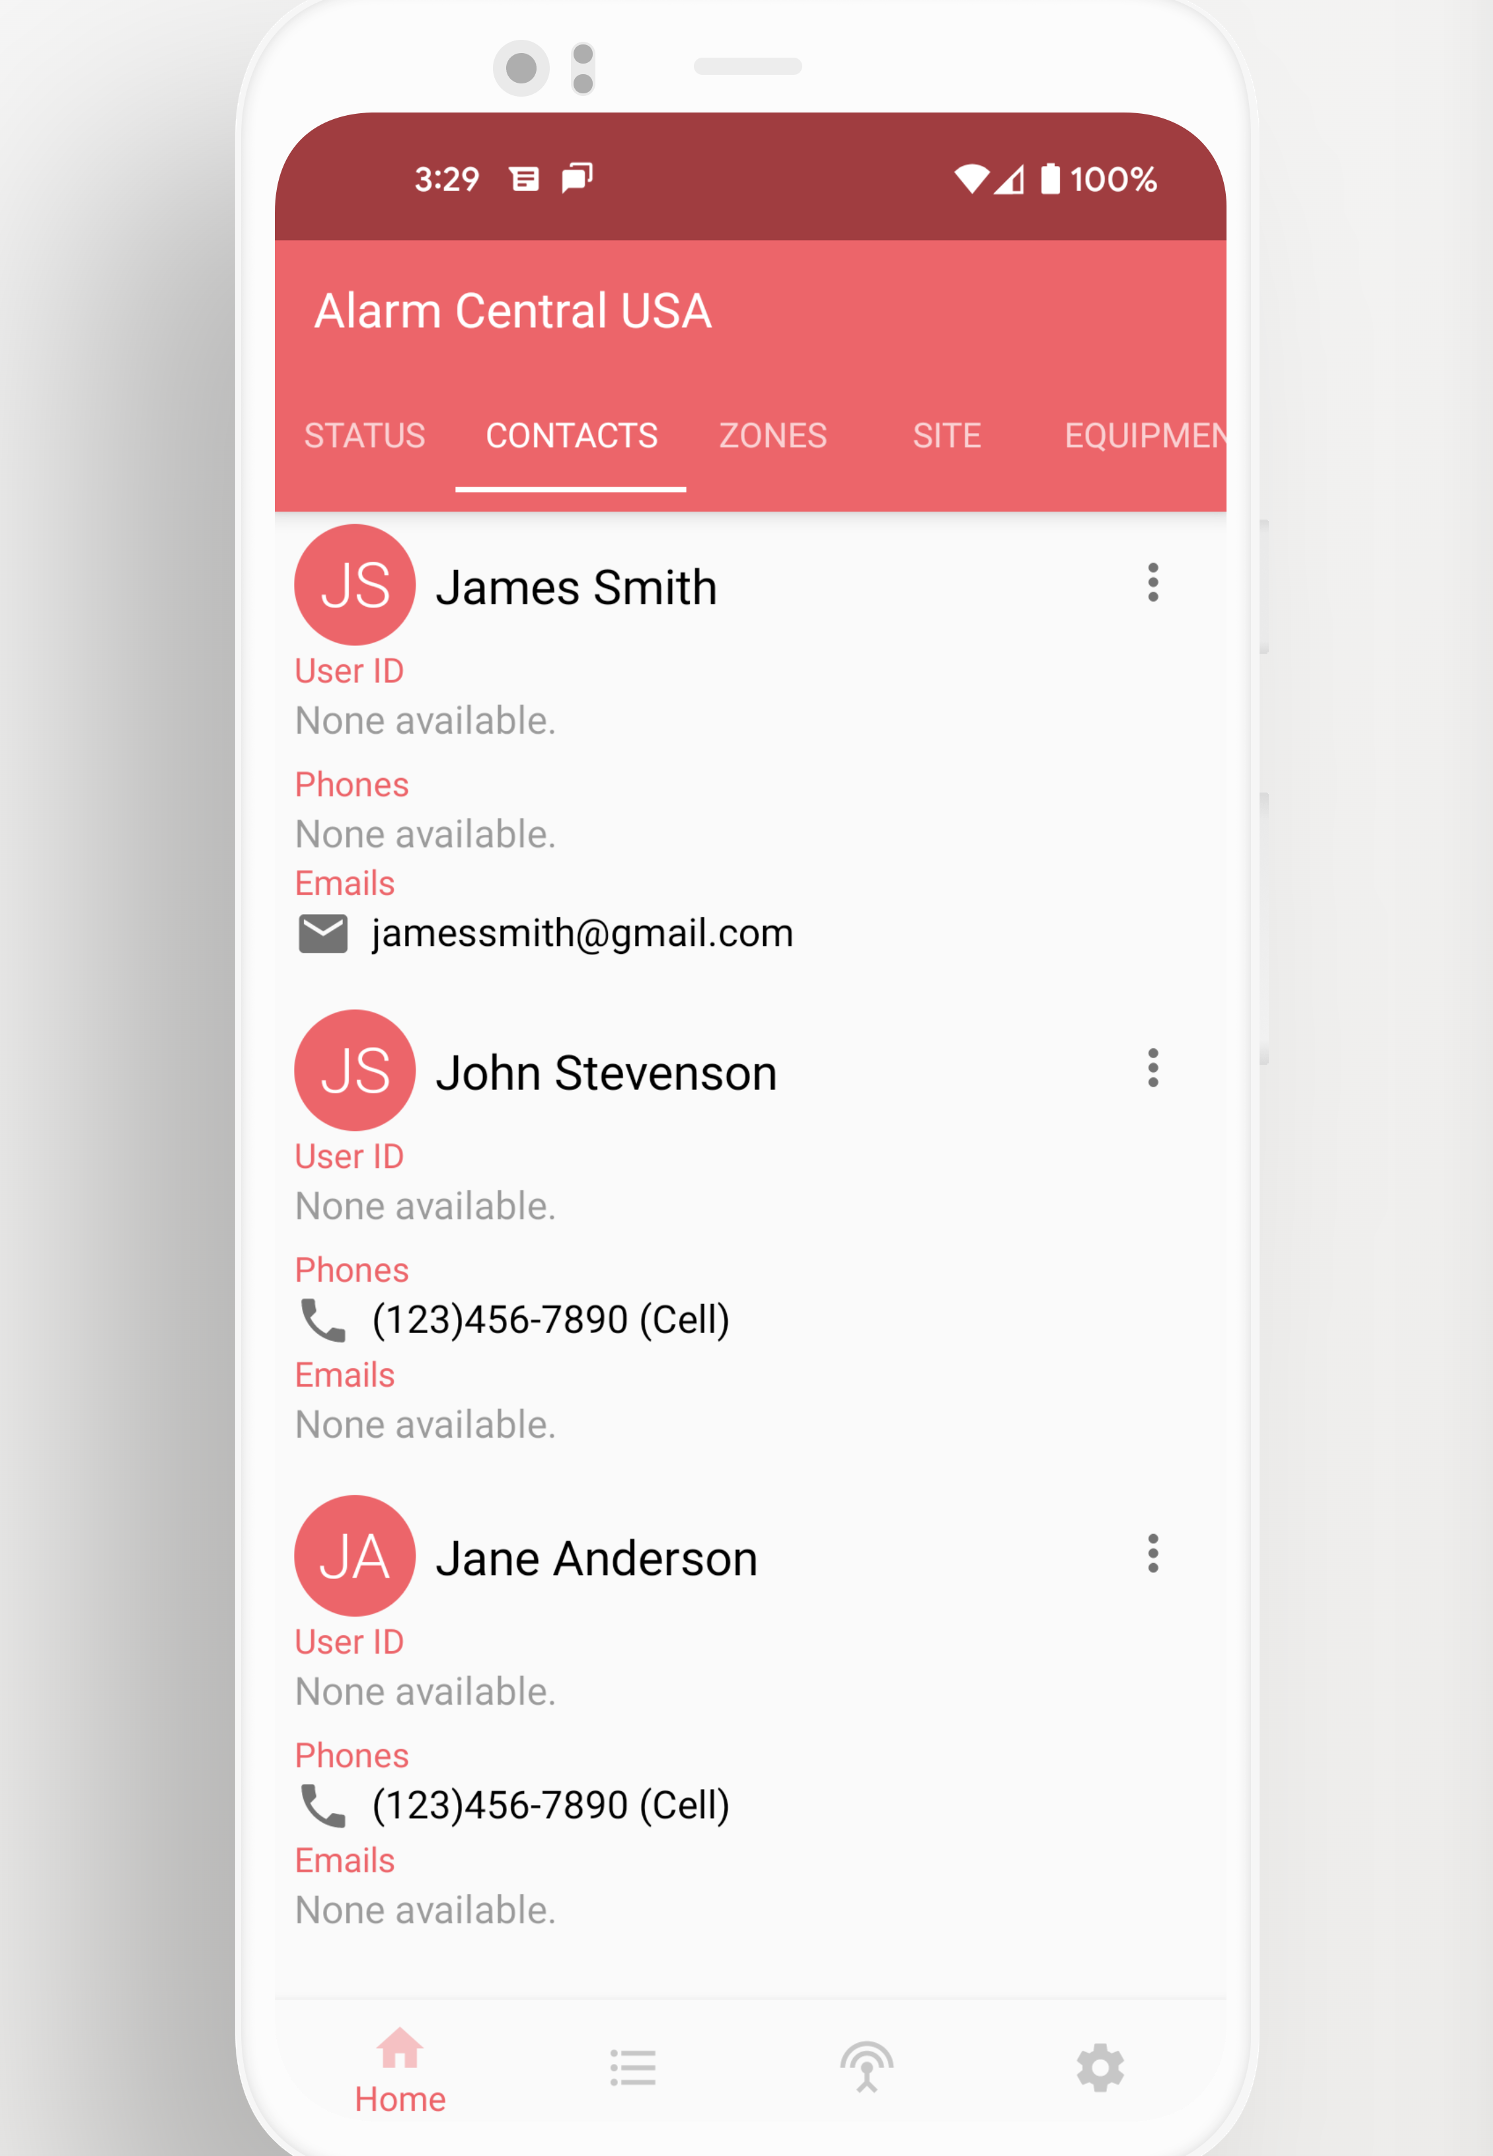 3:29 100%
Alarm Central USA
STATUS CONTACTS ZONES SITE EQUIPMEN
JS James Smith
User ID
None available.
Phones
None available.
Emails
jamessmith@gmail.com
JS John Stevenson
User ID
None available.
Phones
(123)456-7890 (Cell)
Emails
None available.
JA Jane Anderson
User ID
None available.
Phones
(123)456-7890 (Cell)
Emails
None available.
Home